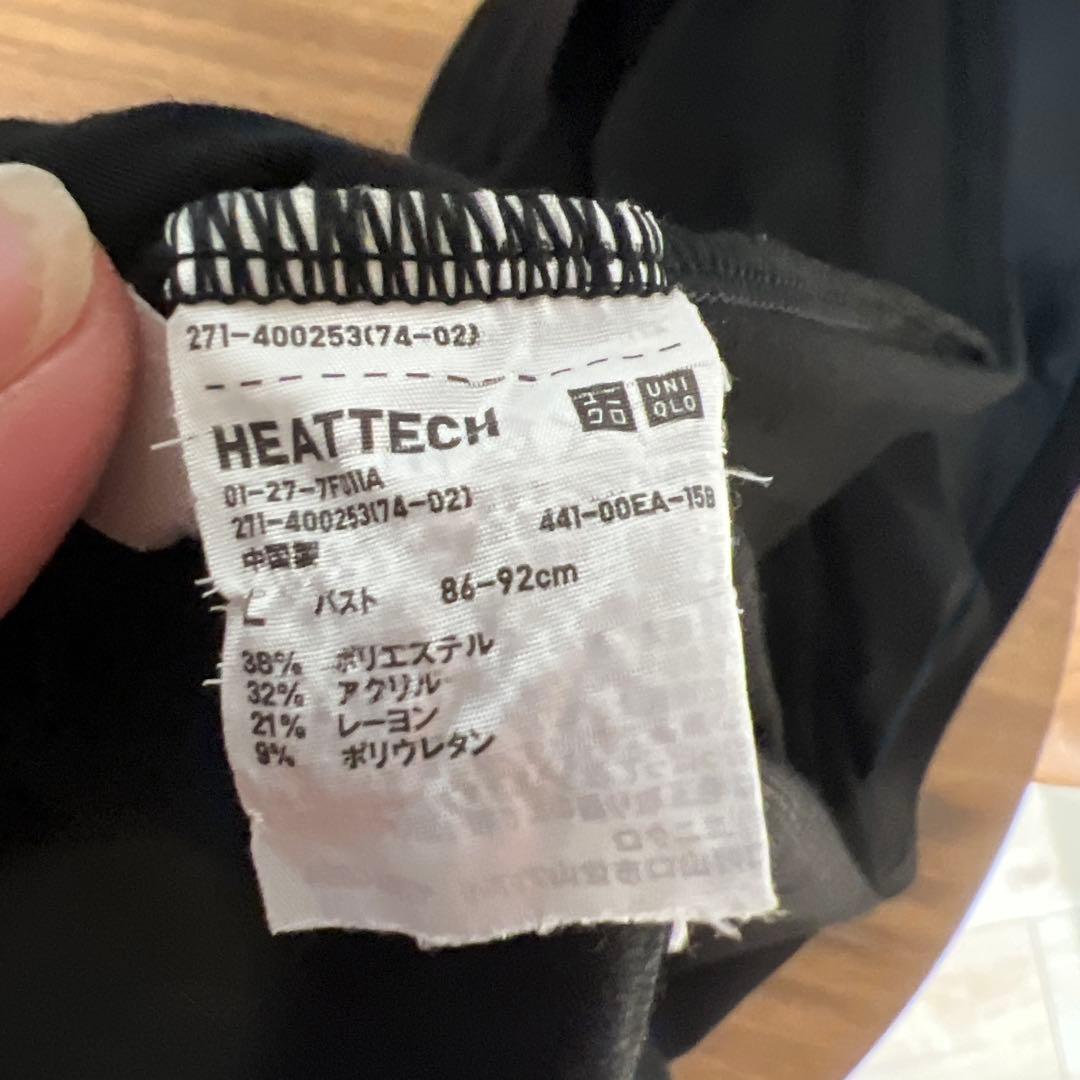 271-400253(74-02)
HEATTECH
ユニ
クロ
UNI
QLO
01-27-7F011A
271-400253(74-02)
441-00EA-15B
中国製
L バスト 86-92cm
38% ポリエステル
32% アクリル
21% レーヨン
9% ポリウレタン